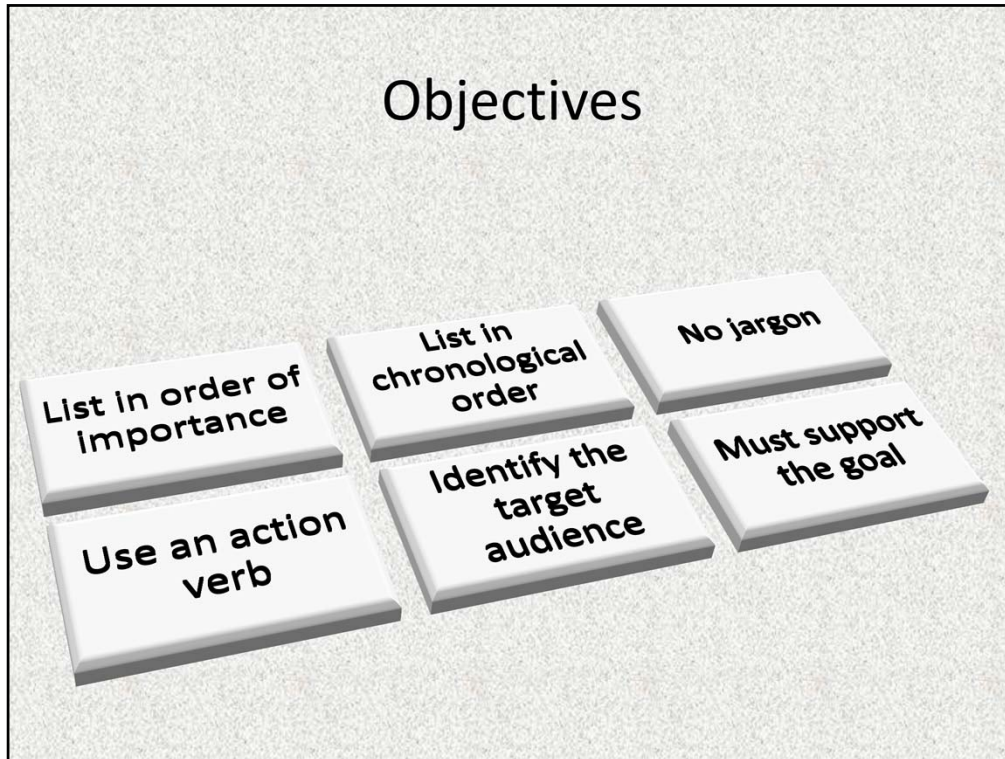 Objectives
List in order of
importance
List in
chronological
order
No jargon
Use an action
verb
Identify the
target
audience
Must support
the goal